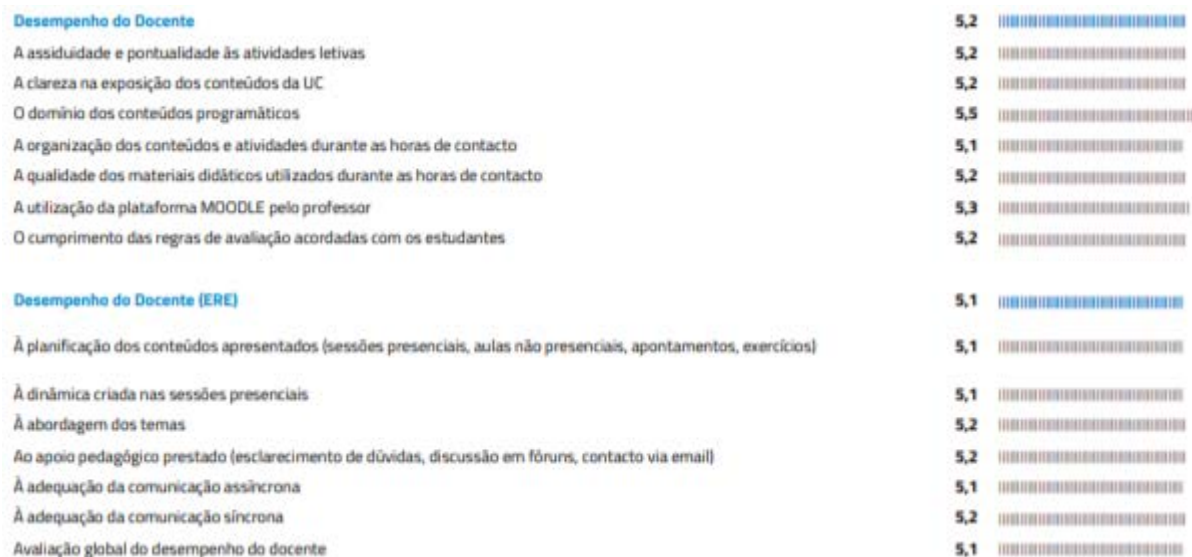 Desempenho do Docente 5,2
A assiduidade e pontualidade às atividades letivas 5,2
A clareza na exposição dos conteúdos da UC 5,2
O domínio dos conteúdos programáticos 5,5
A organização dos conteúdos e atividades durante as horas de contacto 5,1
A qualidade dos materiais didáticos utilizados durante as horas de contacto 5,2
A utilização da plataforma MOODLE pelo professor 5,3
O cumprimento das regras de avaliação acordadas com os estudantes 5,2
Desempenho do Docente (ERE) 5,1
À planificação dos conteúdos apresentados (sessões presenciais, aulas não presenciais, apontamentos, exercícios) 5,1
À dinâmica criada nas sessões presenciais 5,1
À abordagem dos temas 5,2
Ao apoio pedagógico prestado (esclarecimento de dúvidas, discussão em fóruns, contacto via email) 5,2
À adequação da comunicação assíncrona 5,1
À adequação da comunicação síncrona 5,2
Avaliação global do desempenho do docente 5,1